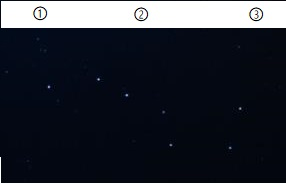 ① ② ③